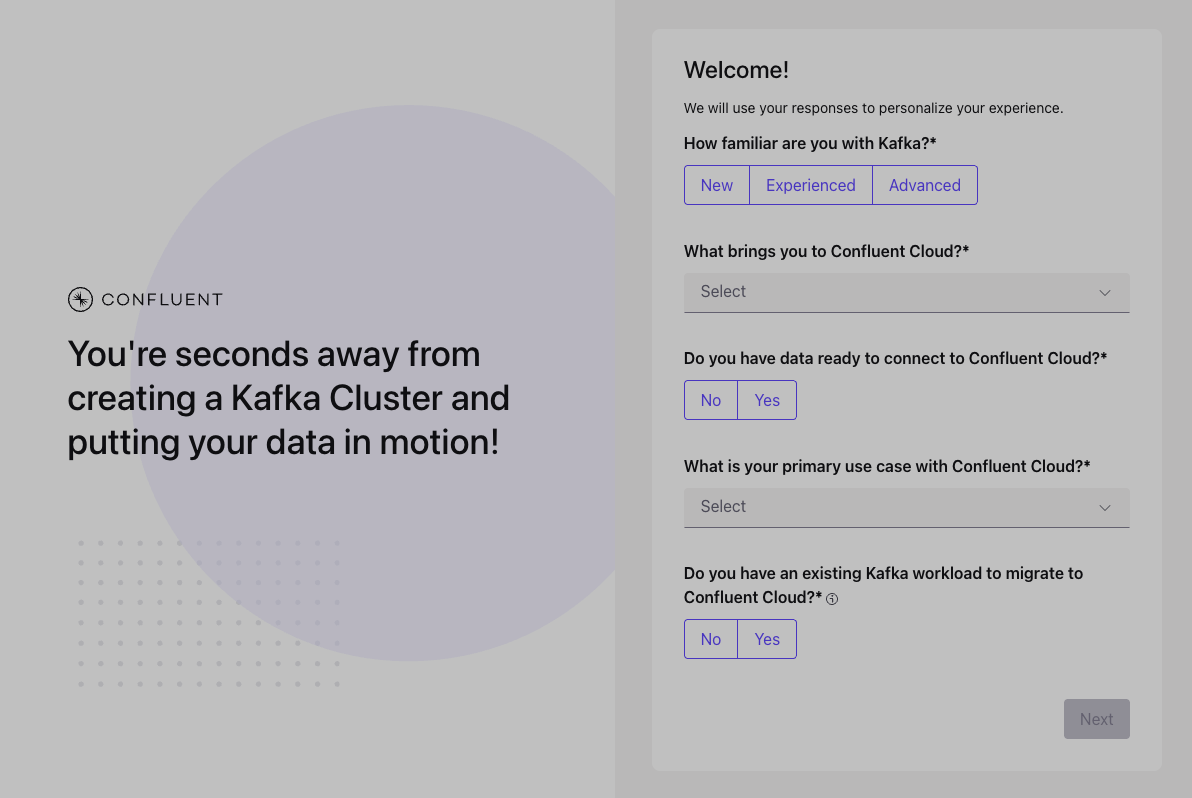 CONFLUENT
You're seconds away from
creating a Kafka Cluster and
putting your data in motion!
Welcome!
We will use your responses to personalize your experience.
How familiar are you with Kafka?*
New Experienced Advanced
What brings you to Confluent Cloud?*
Select
Do you have data ready to connect to Confluent Cloud?*
No Yes
What is your primary use case with Confluent Cloud?*
Select
Do you have an existing Kafka workload to migrate to
Confluent Cloud?*
No Yes
Next